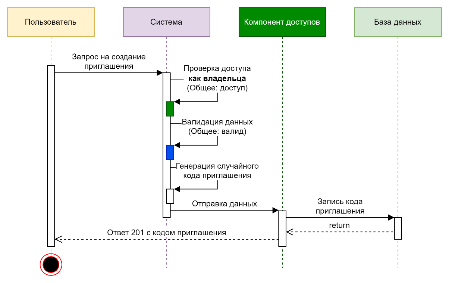 Пользователь
Система
Компонент доступов
База данных
Запрос на создание
приглашения
Проверка доступа
как владельца
(Общее: доступ)
Валидация данных
(Общее: валид)
Генерация случайного
кода приглашения
Отправка данных
Запись кода
приглашения
return
Ответ 201 с кодом приглашения